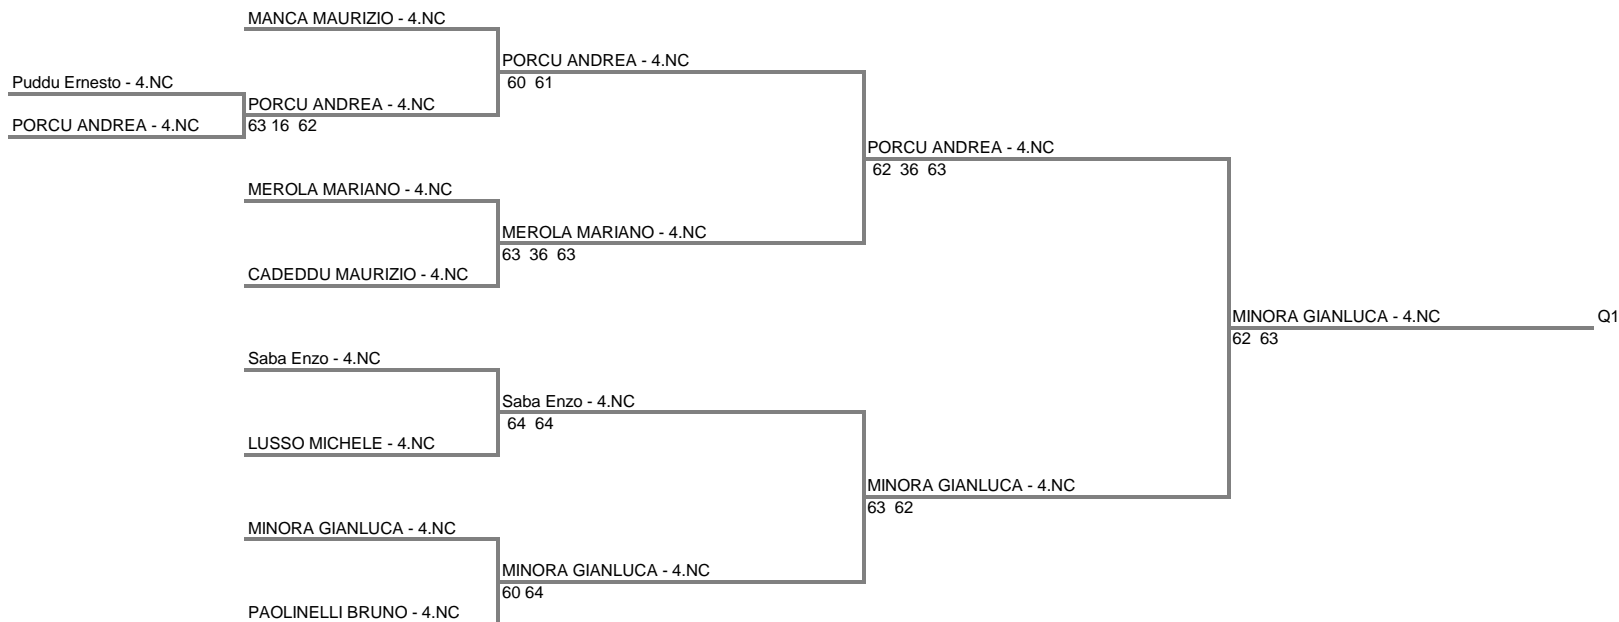 MANCA MAURIZIO - 4.NC
PORCU ANDREA - 4.NC
60 61
Puddu Ernesto - 4.NC
PORCU ANDREA - 4.NC
PORCU ANDREA - 4.NC
63 16 62
PORCU ANDREA - 4.NC
62 36 63
MEROLA MARIANO - 4.NC
MEROLA MARIANO - 4.NC
63 36 63
CADEDDU MAURIZIO - 4.NC
MINORA GIANLUCA - 4.NC
Q1
62 63
Saba Enzo - 4.NC
Saba Enzo - 4.NC
64 64
LUSSO MICHELE - 4.NC
MINORA GIANLUCA - 4.NC
63 62
MINORA GIANLUCA - 4.NC
MINORA GIANLUCA - 4.NC
60 64
PAOLINELLI BRUNO - 4.NC